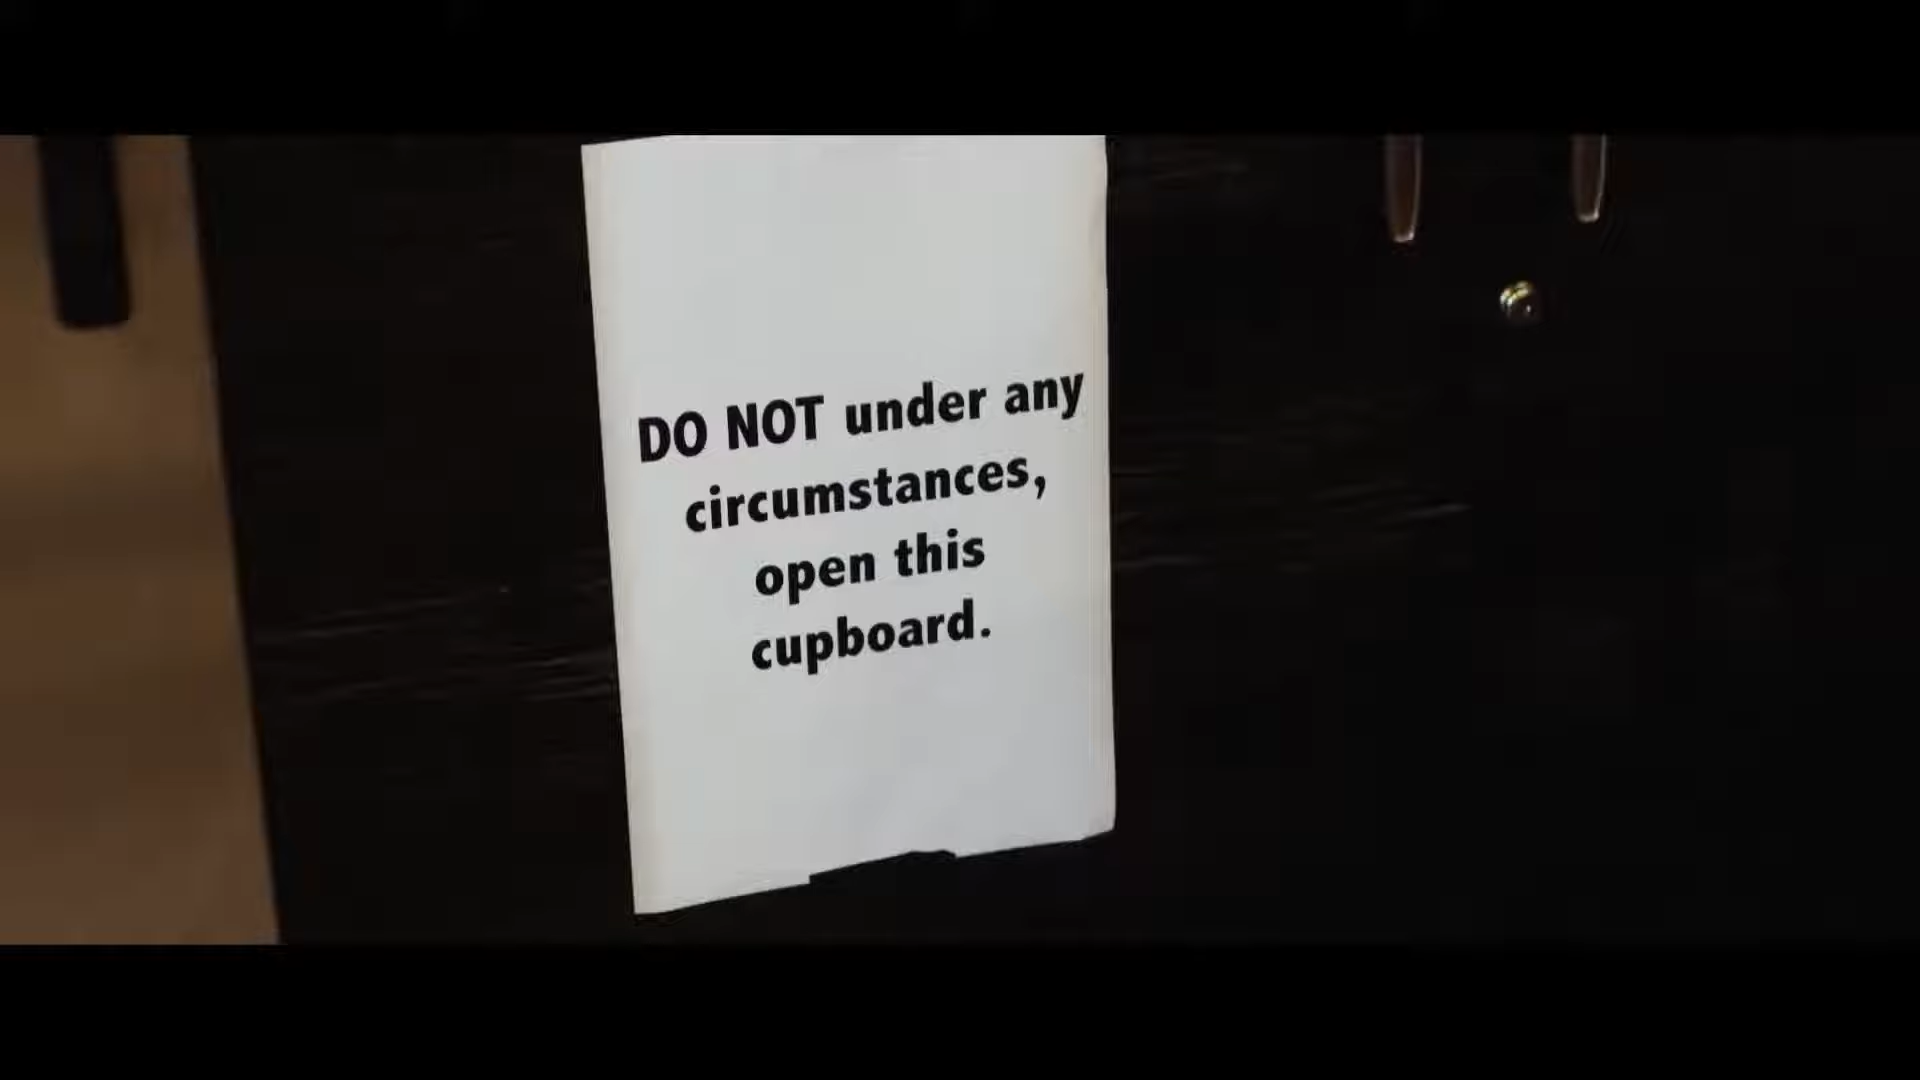 DO NOT under any
circumstances,
open this
cupboard.